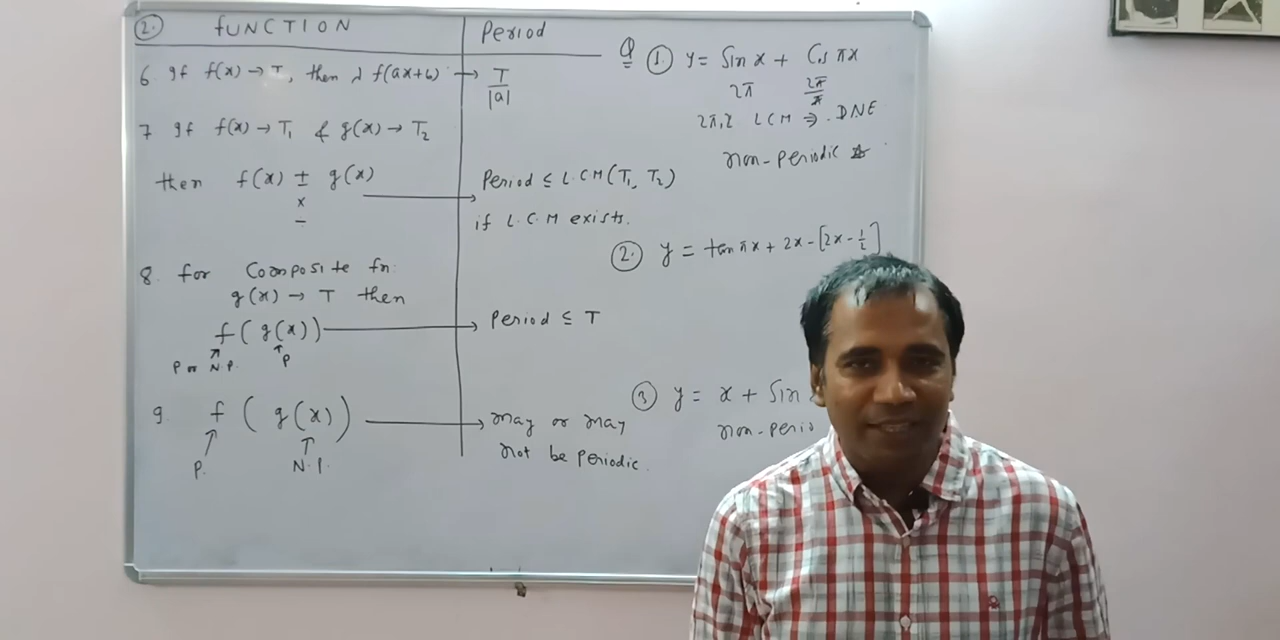 2. FUNCTION Period
6. If f(x) → T, then λ f(ax+b) → T/|a|
7 If f(x) → T₁ & g(x) → T₂
then f(x) ± g(x) Period ≤ L.CM(T₁, T₂)
×
− if L.C.M exists.
8. for Composite fn.
g(x) → T then
f(g(x)) → Period ≤ T
P or N.P. P
9. f(g(x)) → may or may
not be Periodic.
P. N.P.
Q 1. y = Sin x + Cos πx
2π 2π/π
2π, 2 LCM ⇒ DNE
non-periodic
2. y = tan πx + 2x - [2x - 1/2]
3 y = x + Sin
non-perio